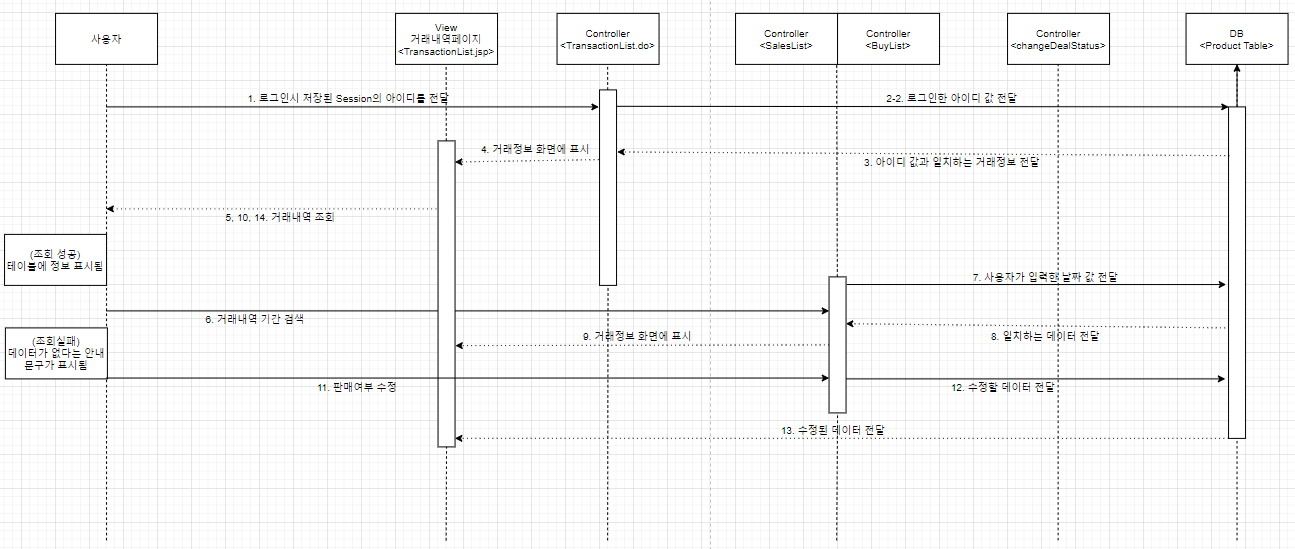 사용자
View
거래내역페이지
<TransactionList.jsp>
Controller
<TransactionList.do>
Controller
<SalesList>
Controller
<BuyList>
Controller
<changeDealStatus>
DB
<Product Table>
1. 로그인시 저장된 Session의 아이디를 전달
2-2. 로그인한 아이디 값 전달
4. 거래정보 화면에 표시
3. 아이디 값과 일치하는 거래정보 전달
5, 10, 14. 거래내역 조회
(조회 성공)
테이블에 정보 표시됨
7. 사용자가 입력한 날짜 값 전달
6. 거래내역 기간 검색
(조회실패)
데이터가 없다는 안내
문구가 표시됨
9. 거래정보 화면에 표시
8. 일치하는 데이터 전달
11. 판매여부 수정
12. 수정할 데이터 전달
13. 수정된 데이터 전달